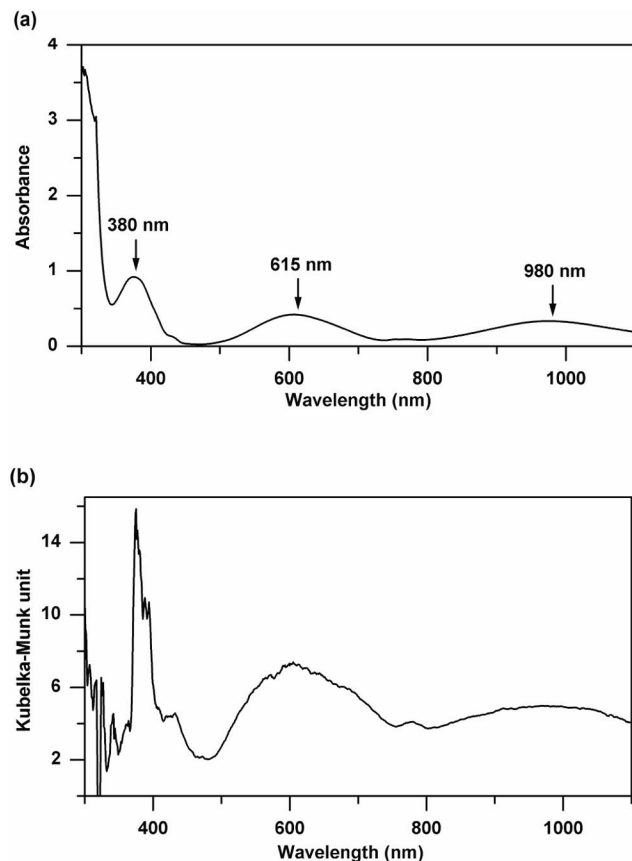 (a)
4
3
2
1
0
Absorbance
380 nm
615 nm
980 nm
400
600
800
1000
Wavelength (nm)
(b)
14
10
6
2
Kubelka-Munk unit
400
600
800
1000
Wavelength (nm)